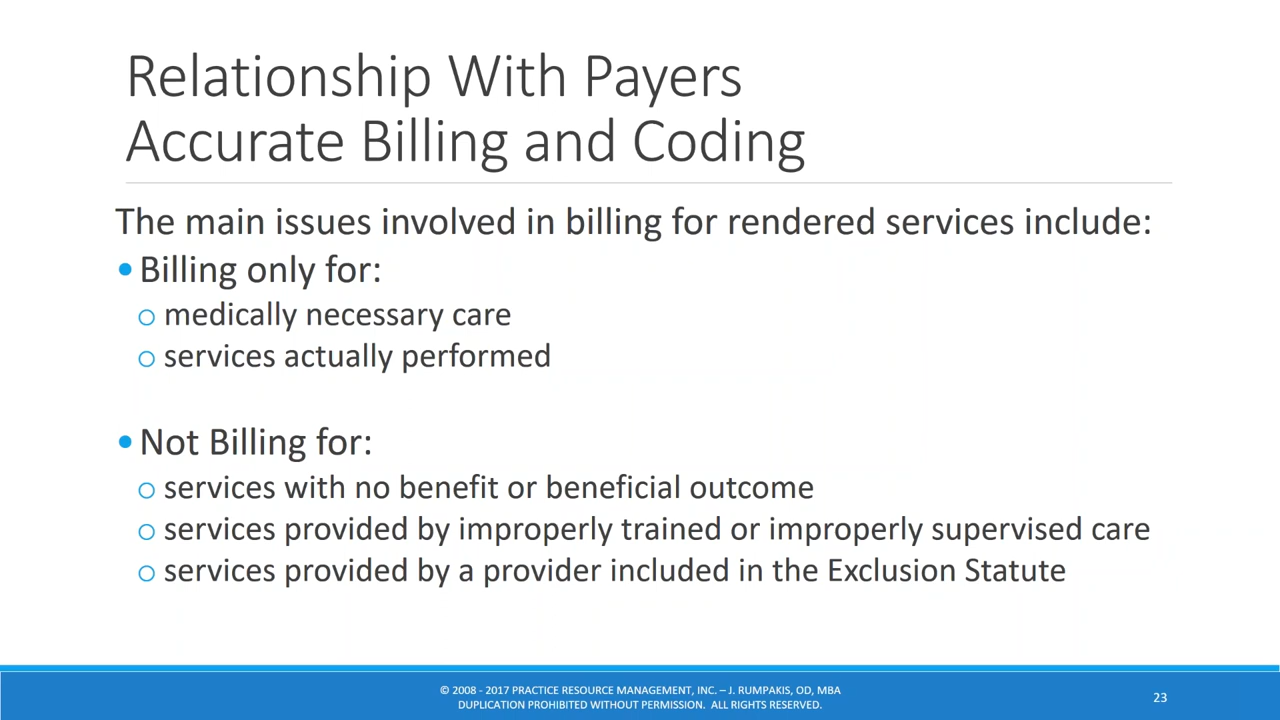 Relationship With Payers
Accurate Billing and Coding
The main issues involved in billing for rendered services include:
• Billing only for:
o medically necessary care
o services actually performed
• Not Billing for:
o services with no benefit or beneficial outcome
o services provided by improperly trained or improperly supervised care
o services provided by a provider included in the Exclusion Statute
© 2008 - 2017 PRACTICE RESOURCE MANAGEMENT, INC. – J. RUMPAKIS, OD, MBA
DUPLICATION PROHIBITED WITHOUT PERMISSION. ALL RIGHTS RESERVED.
23